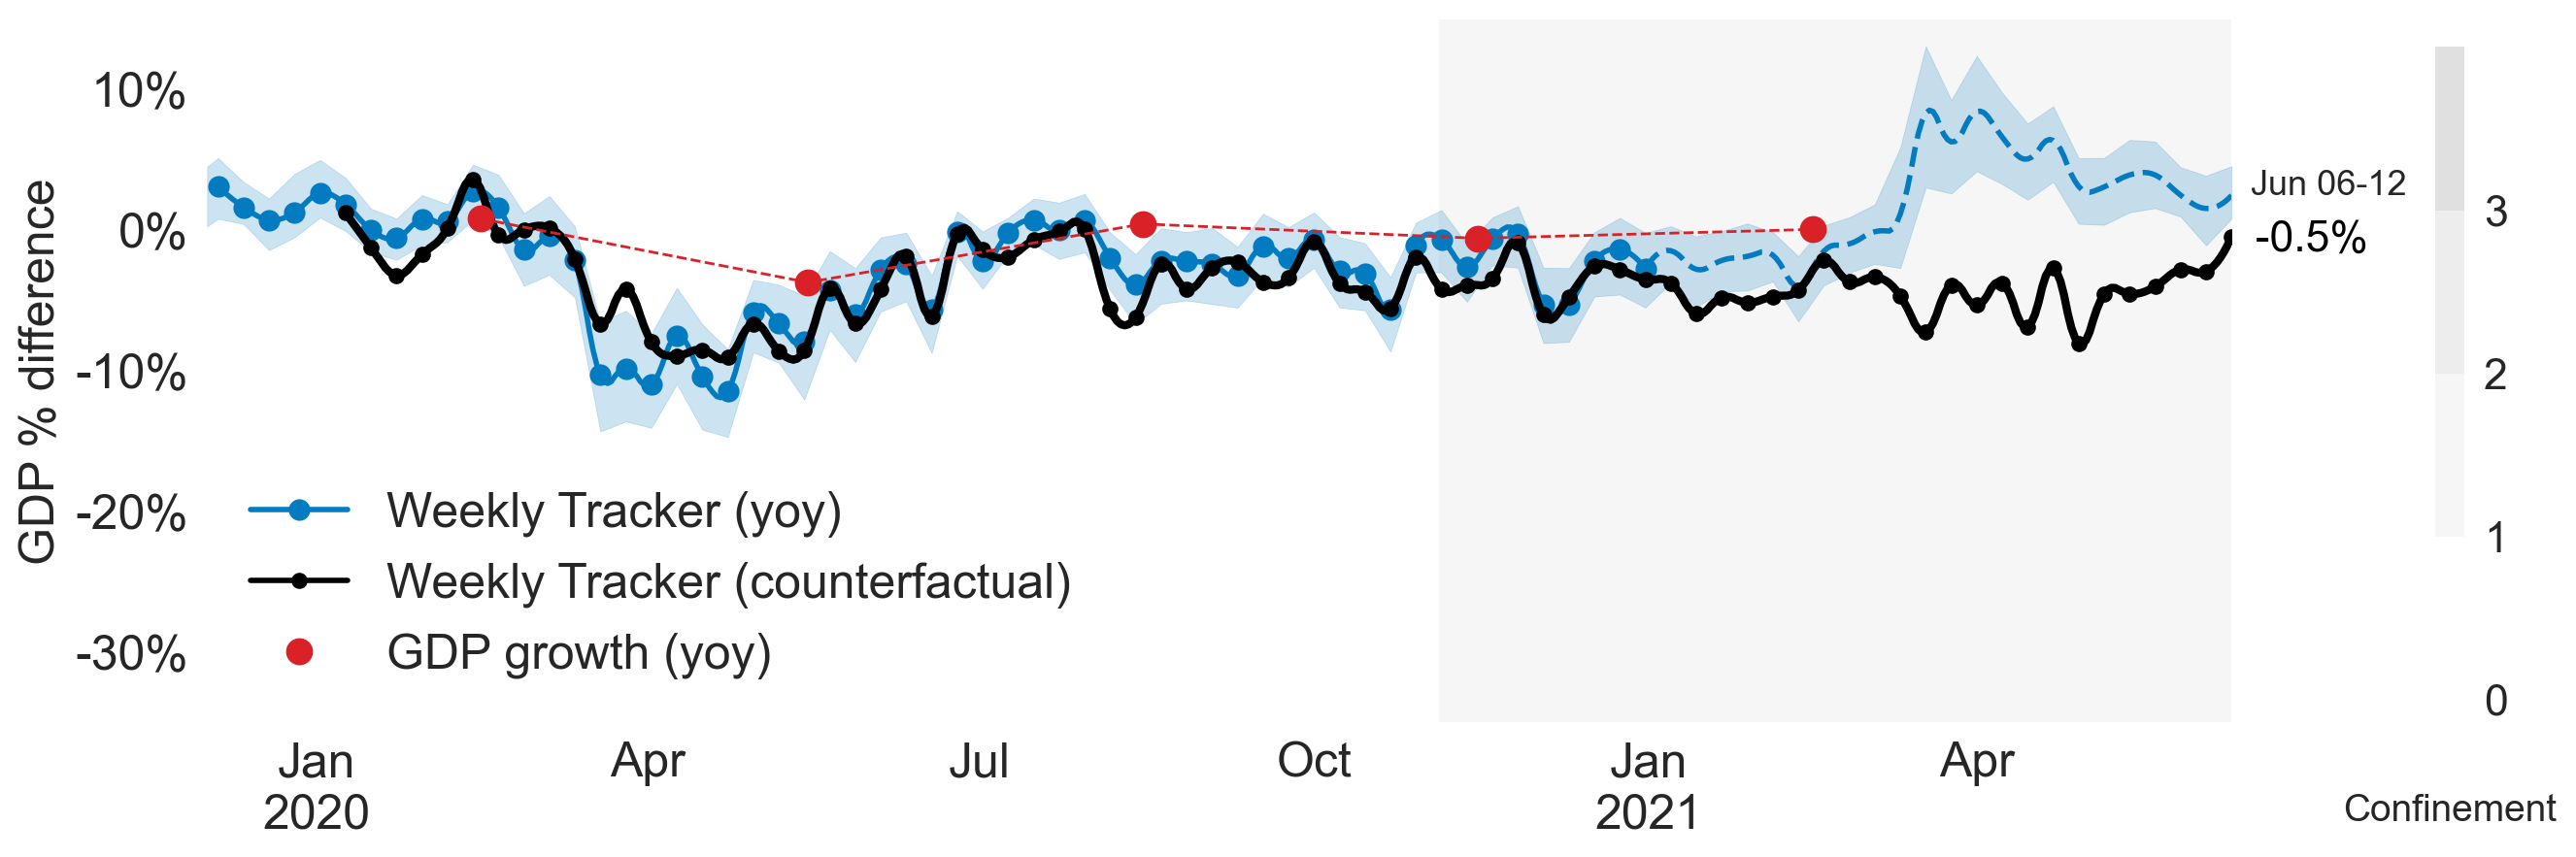 GDP % difference
10%
0%
-10%
-20%
-30%
Weekly Tracker (yoy)
Weekly Tracker (counterfactual)
GDP growth (yoy)
Jan
2020
Apr
Jul
Oct
Jan
2021
Apr
Jun 06-12
-0.5%
3
2
1
0
Confinement